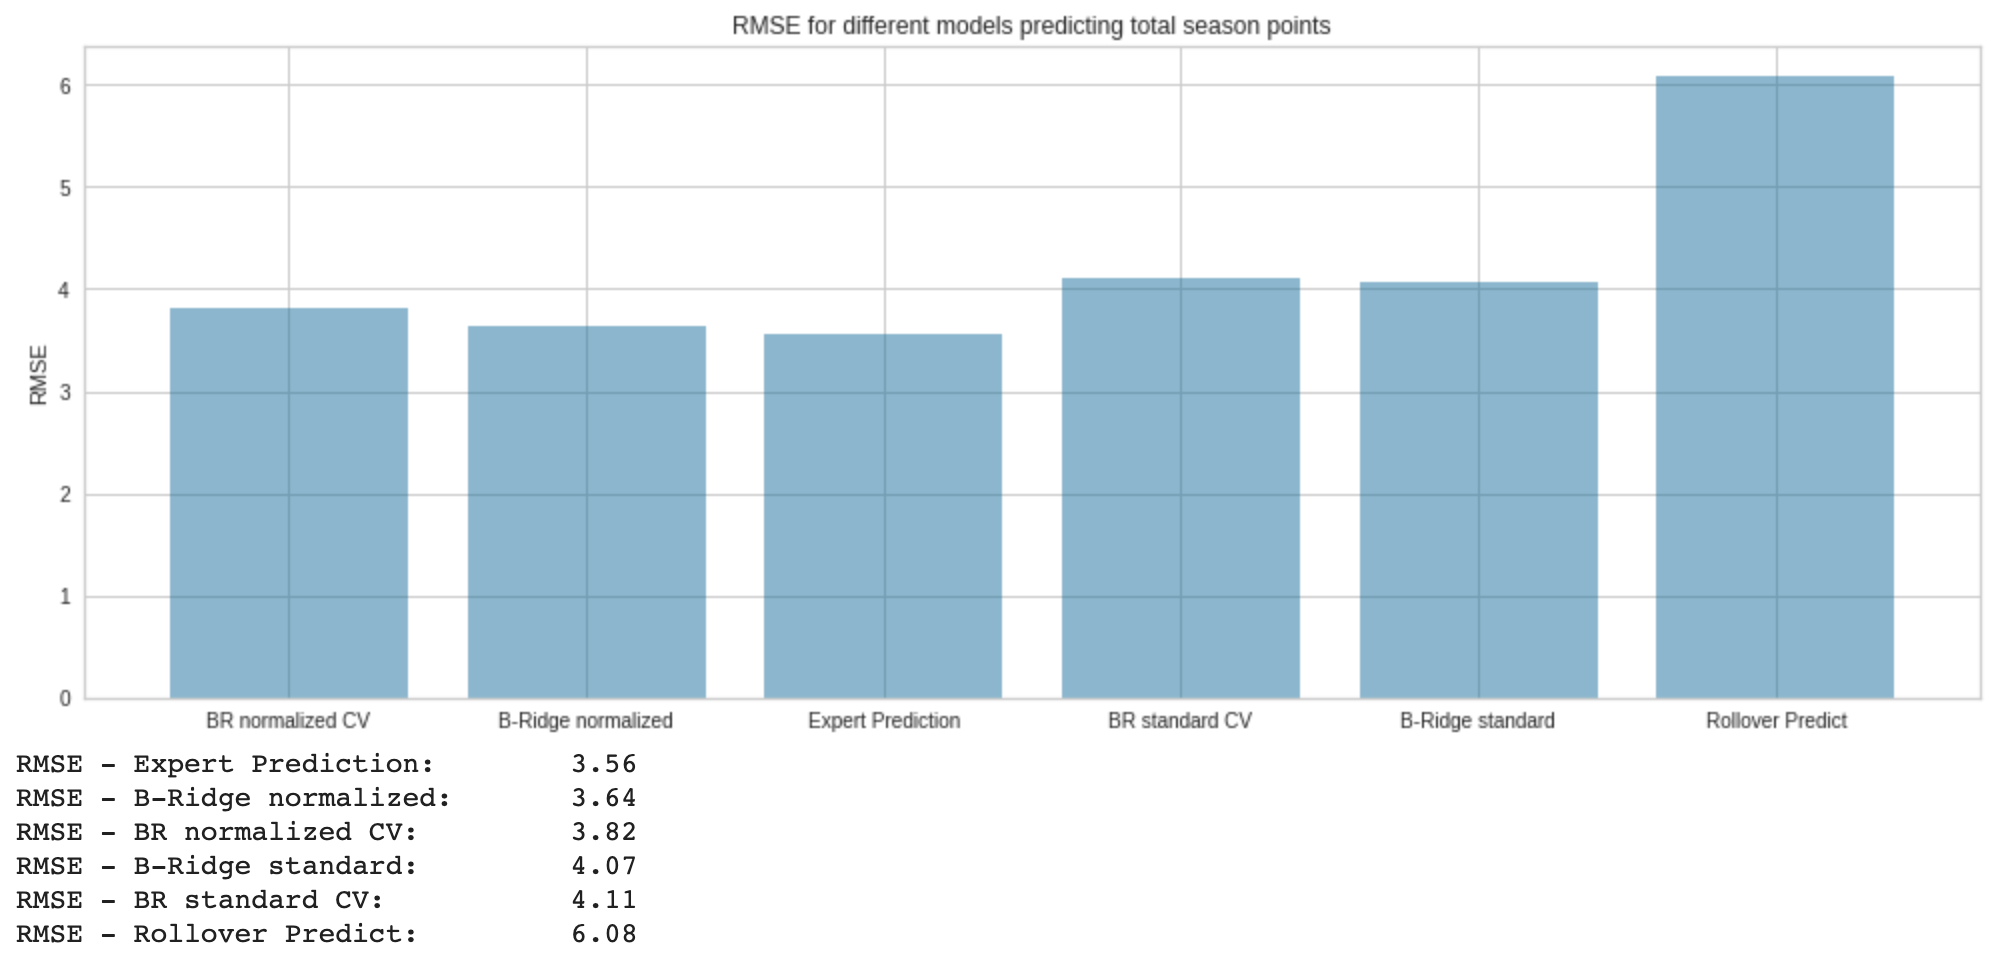 RMSE for different models predicting total season points
6
5
4
3
2
1
0
RMSE
BR normalized CV
B-Ridge normalized
Expert Prediction
BR standard CV
B-Ridge standard
Rollover Predict
RMSE - Expert Prediction: 3.56
RMSE - B-Ridge normalized: 3.64
RMSE - BR normalized CV: 3.82
RMSE - B-Ridge standard: 4.07
RMSE - BR standard CV: 4.11
RMSE - Rollover Predict: 6.08